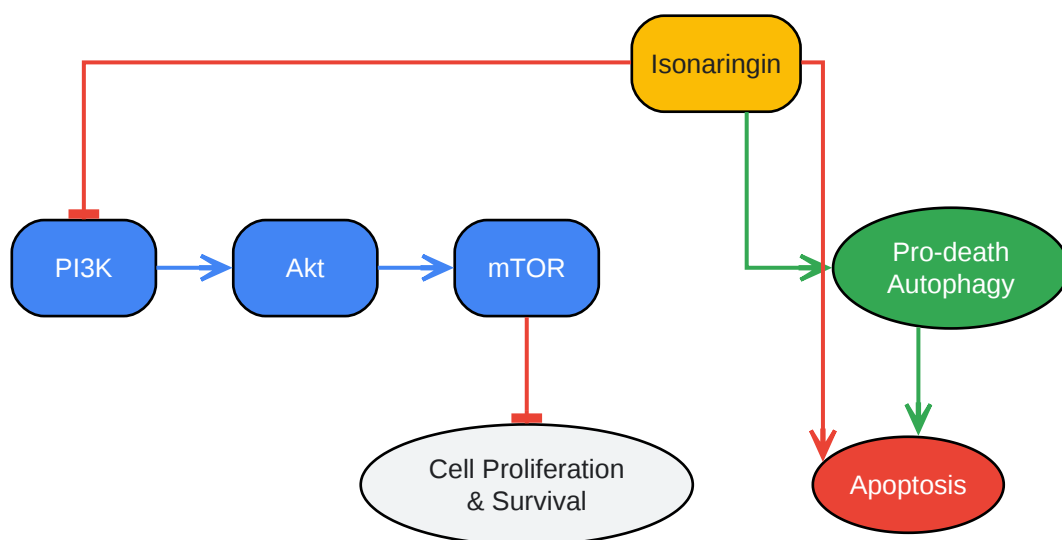 Isonaringin
PI3K
Akt
mTOR
Pro-death
Autophagy
Cell Proliferation
& Survival
Apoptosis